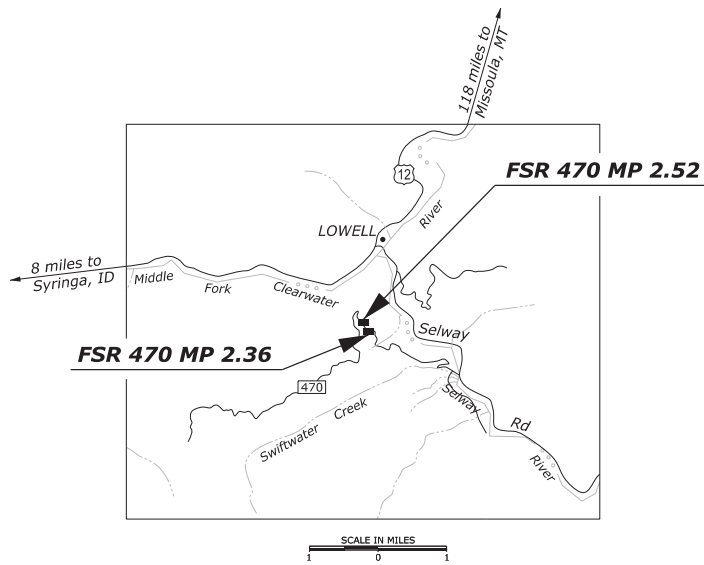 118 miles to
Missoula, MT
12
FSR 470 MP 2.52
River
LOWELL
8 miles to
Syringa, ID
Middle
Fork
Clearwater
Selway
FSR 470 MP 2.36
470
Selway
Swiftwater Creek
Rd
River
SCALE IN MILES
1 0 1